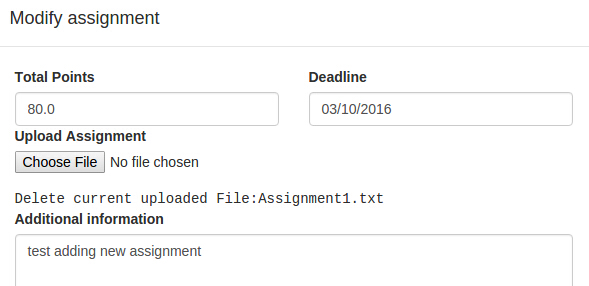 Modify assignment
Total Points Deadline
80.0 03/10/2016
Upload Assignment
Choose File No file chosen
Delete current uploaded File:Assignment1.txt
Additional information
test adding new assignment